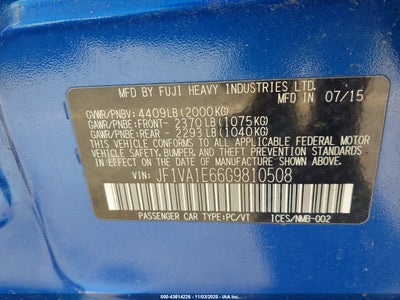 MFD BY FUJI HEAVY INDUSTRIES LTD.
MFD IN 07/15
GVWR/PNBV: 4409LB(2000KG)
GAWR/PNBE:FRONT- 2370LB(1075KG)
GAWR/PNBE:REAR - 2293LB(1040KG)
THIS VEHICLE CONFORMS TO ALL APPLICABLE FEDERAL MOTOR
VEHICLE SAFETY, BUMPER, AND THEFT PREVENTION STANDARDS
IN EFFECT ON THE DATE OF MANUFACTURE SHOWN ABOVE.
VIN: JF1VA1E66G9810508
PASSENGER CAR TYPE:PC/VT
ICES/NMB-002
000-43614226 - 11/03/2025 - iaai.com